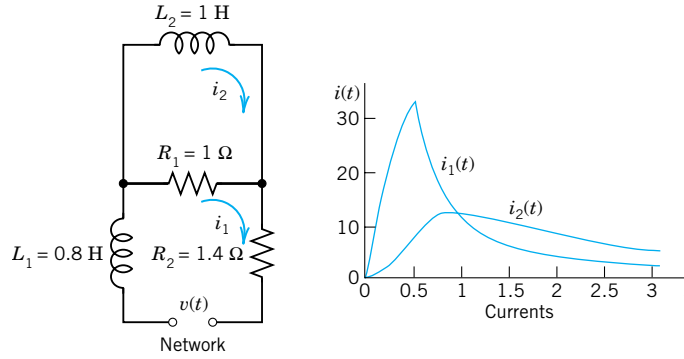 L₂ = 1 H
i₂
R₁ = 1 Ω
i₁
L₁ = 0.8 H
R₂ = 1.4 Ω
v(t)
Network
i(t)
30
20
10
0
i₁(t)
i₂(t)
0 0.5 1 1.5 2 2.5 3
Currents